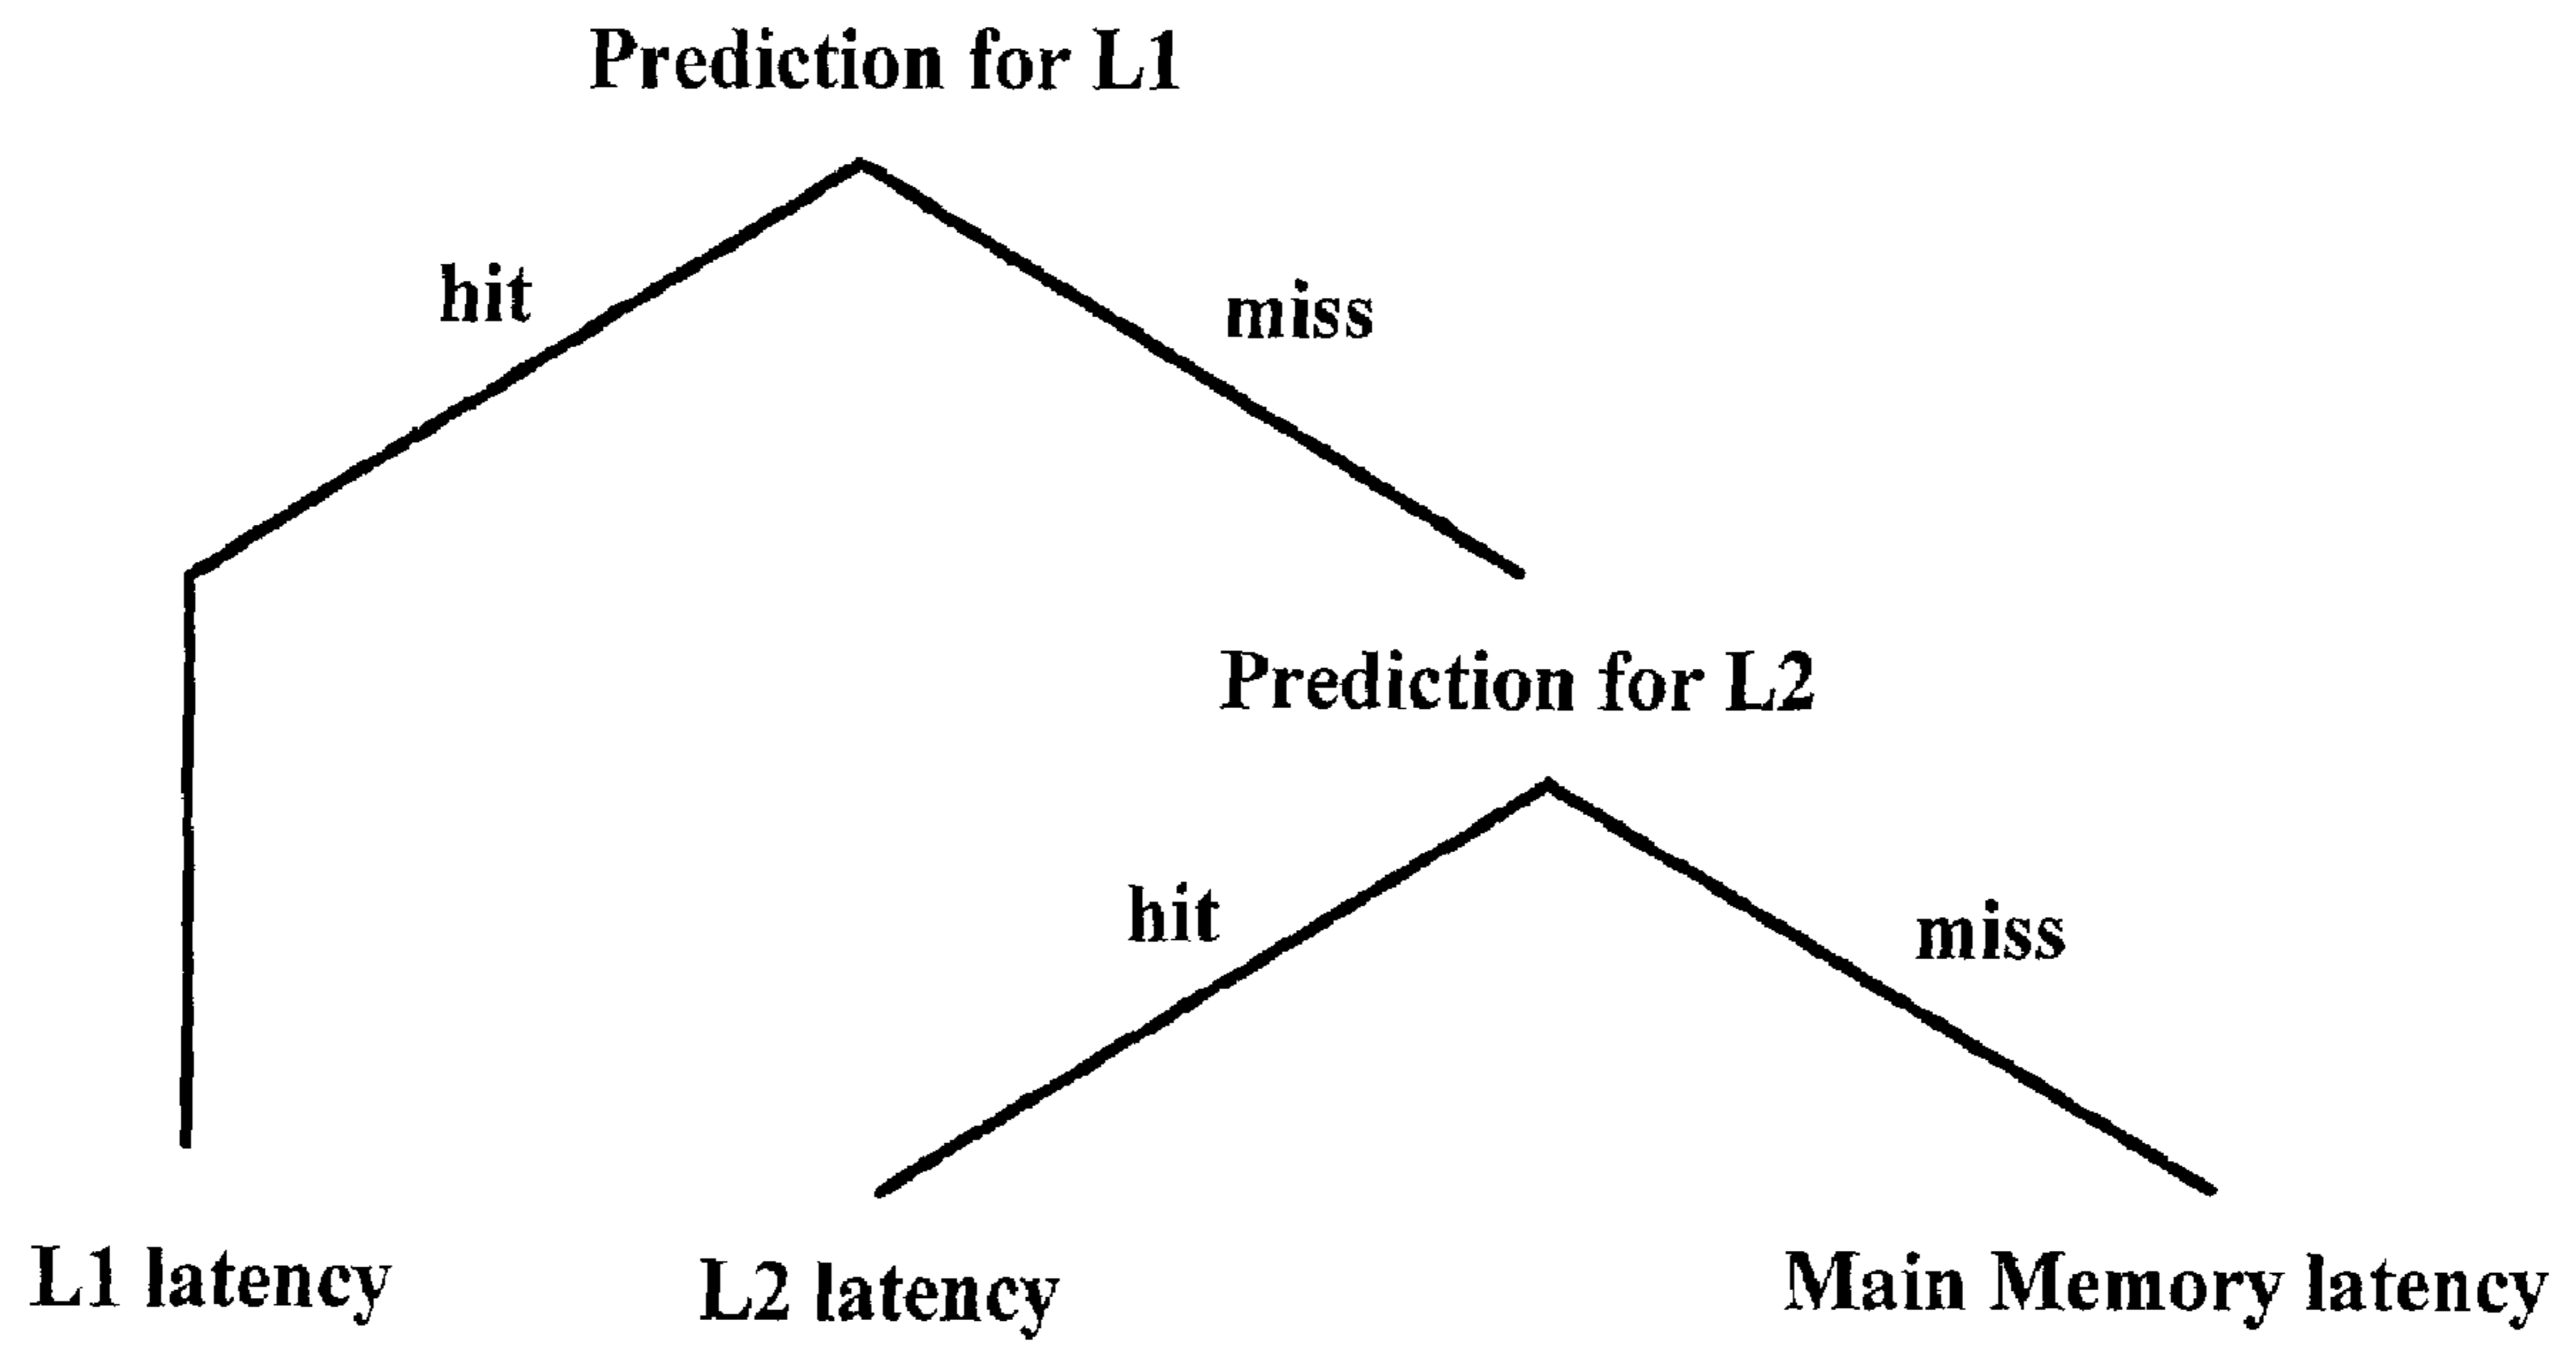 Prediction for L1
hit
miss
Prediction for L2
hit
miss
L1 latency
L2 latency
Main Memory latency